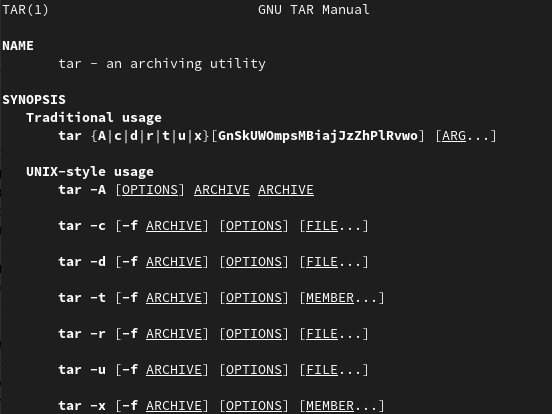 TAR(1) GNU TAR Manual
NAME
tar - an archiving utility
SYNOPSIS
Traditional usage
tar {A|c|d|r|t|u|x}[GnSkUWOmpsMBiajJzZhPlRvwo] [ARG...]
UNIX-style usage
tar -A [OPTIONS] ARCHIVE ARCHIVE
tar -c [-f ARCHIVE] [OPTIONS] [FILE...]
tar -d [-f ARCHIVE] [OPTIONS] [FILE...]
tar -t [-f ARCHIVE] [OPTIONS] [MEMBER...]
tar -r [-f ARCHIVE] [OPTIONS] [FILE...]
tar -u [-f ARCHIVE] [OPTIONS] [FILE...]
tar -x [-f ARCHIVE] [OPTIONS] [MEMBER...]